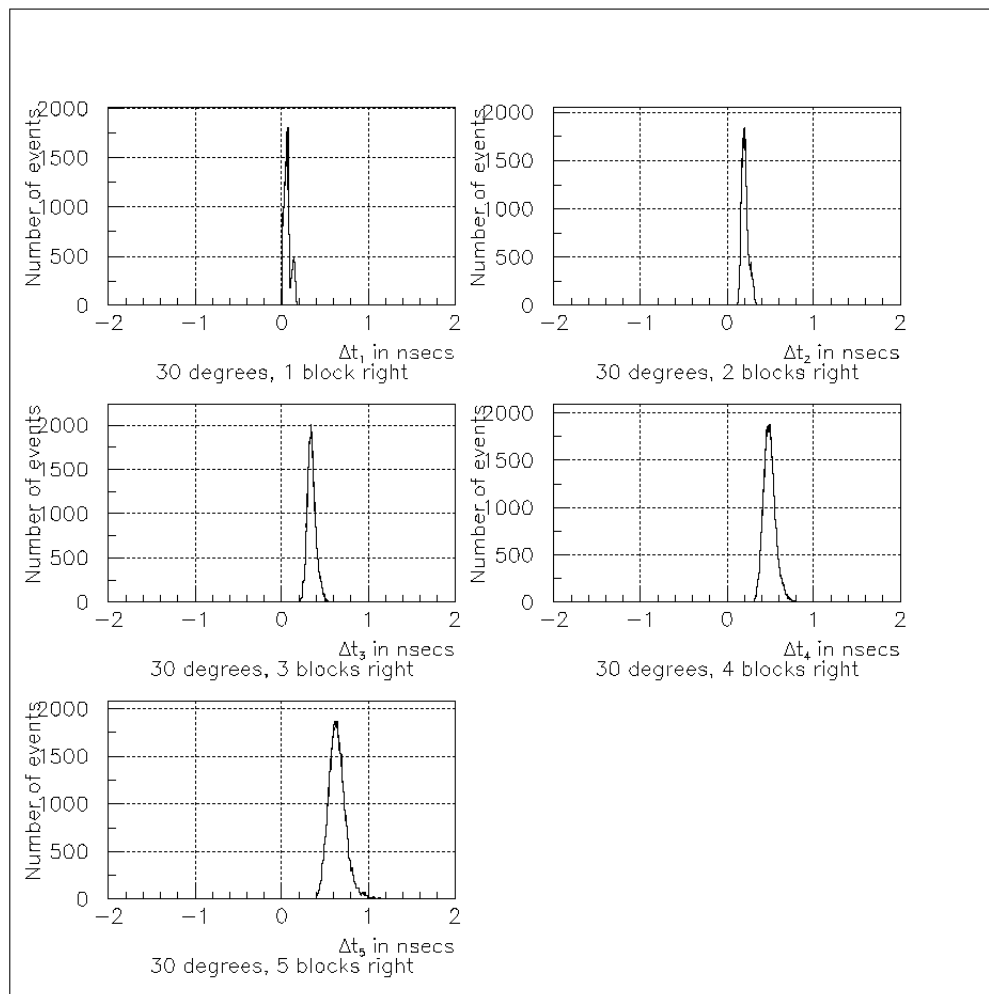 Number of events
2000
1500
1000
500
0
−2 −1 0 1 2
Δt₁ in nsecs
30 degrees, 1 block right
Number of events
2000
1500
1000
500
0
−2 −1 0 1 2
Δt₂ in nsecs
30 degrees, 2 blocks right
Number of events
2000
1500
1000
500
0
−2 −1 0 1 2
Δt₃ in nsecs
30 degrees, 3 blocks right
Number of events
2000
1500
1000
500
0
−2 −1 0 1 2
Δt₄ in nsecs
30 degrees, 4 blocks right
Number of events
2000
1500
1000
500
0
−2 −1 0 1 2
Δt₅ in nsecs
30 degrees, 5 blocks right